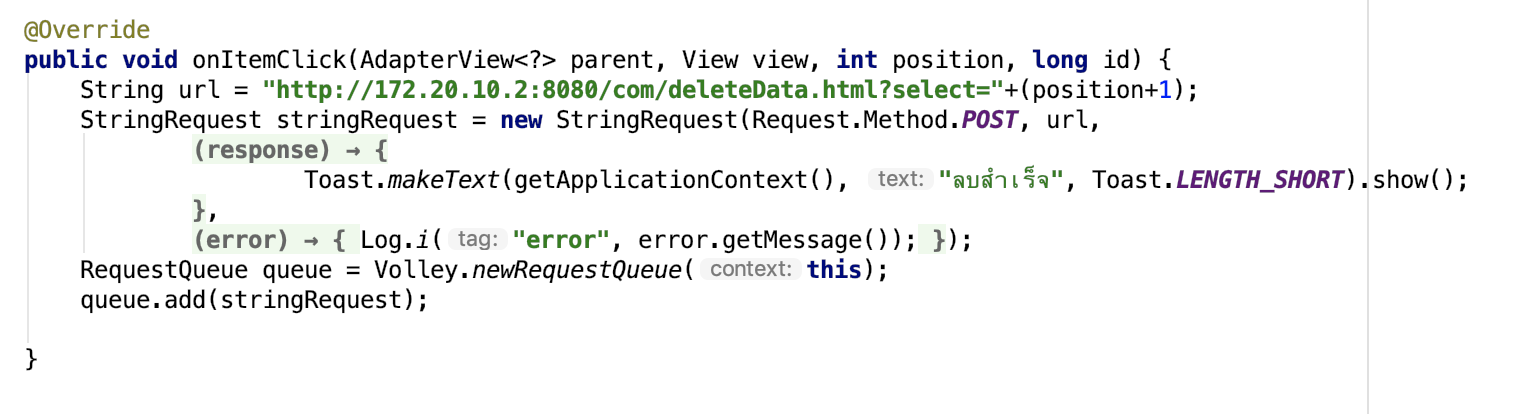 @Override
public void onItemClick(AdapterView<?> parent, View view, int position, long id) {
String url = "http://172.20.10.2:8080/com/deleteData.html?select="+(position+1);
StringRequest stringRequest = new StringRequest(Request.Method.POST, url,
(response) → {
Toast.makeText(getApplicationContext(), text: "ลบสำเร็จ", Toast.LENGTH_SHORT).show();
},
(error) → { Log.i( tag: "error", error.getMessage()); });
RequestQueue queue = Volley.newRequestQueue( context: this);
queue.add(stringRequest);
}